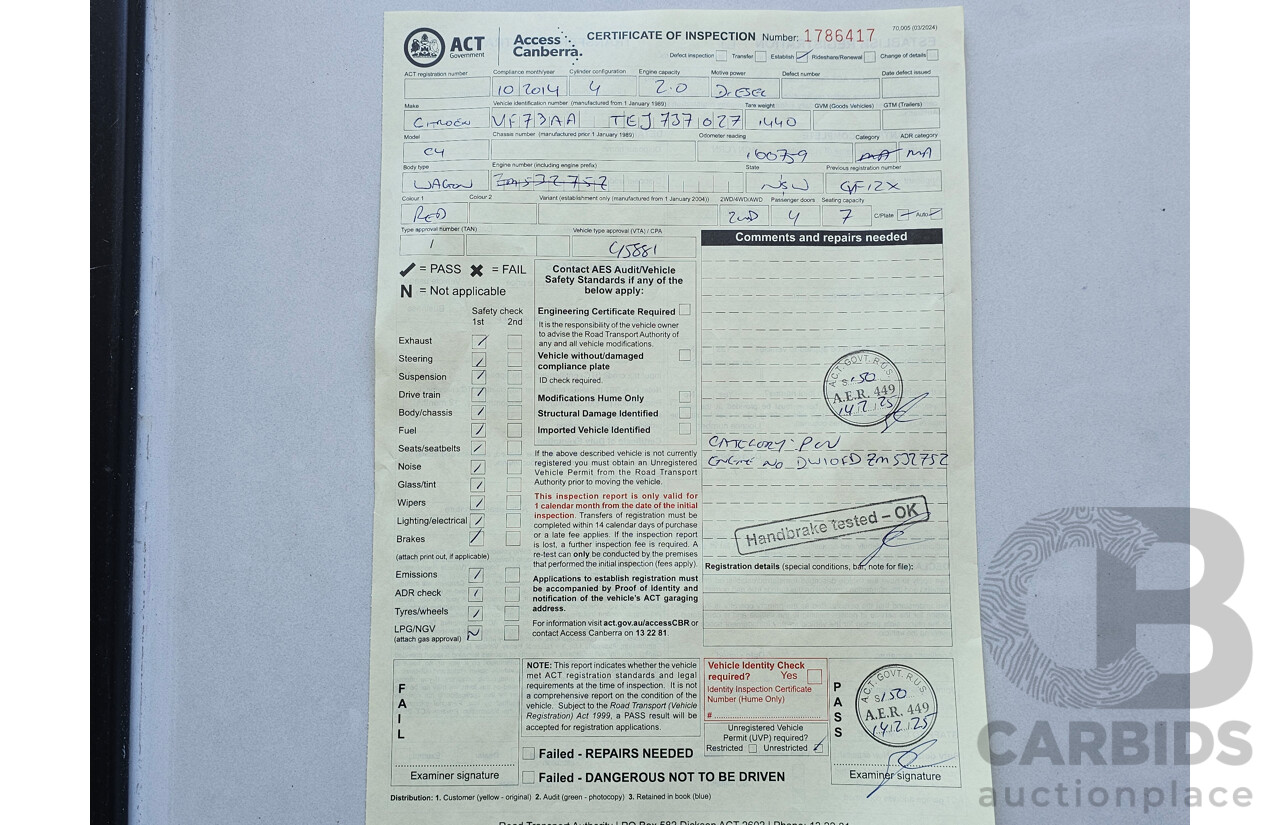 ACT Government
Access Canberra.
CERTIFICATE OF INSPECTION Number: 1786417
70.005 (03/2024)
Defect inspection Transfer Establish Rideshare/Renewal Change of details
ACT registration number Compliance month/year Cylinder configuration Engine capacity Motive power Defect number Date defect issued
10 2014 4 2.0 DIESEL
Make Vehicle identification number (manufactured from 1 January 1989) Tare weight GVM (Goods Vehicles) GTM (Trailers)
CITROEN VF73AA TEJ737027 1440
Model Chassis number (manufactured prior 1 January 1989) Odometer reading Category ADR category
C4 160759 MA
Body type Engine number (including engine prefix) State Previous registration number
WAGON ZM532752 NSW
Colour 1 Colour 2 Variant (establishment only (manufactured from 1 January 2004)) 2WD/4WD/AWD Passenger doors Seating capacity
RED 2WD 4 7 C/Plate Auto
Type approval number (TAN) Vehicle type approval (VTA) / CPA
1 45881
Comments and repairs needed
= PASS = FAIL
N = Not applicable
Safety check
1st 2nd
Exhaust
Steering
Suspension
Drive train
Body/chassis
Fuel
Seats/seatbelts
Noise
Glass/tint
Wipers
Lighting/electrical
Brakes
(attach print out, if applicable)
Emissions
ADR check
Tyres/wheels
LPG/NGV N
(attach gas approval)
Contact AES Audit/Vehicle
Safety Standards if any of the
below apply:
Engineering Certificate Required
It is the responsibility of the vehicle owner
to advise the Road Transport Authority of
any and all vehicle modifications.
Vehicle without/damaged
compliance plate
ID check required.
Modifications Hume Only
Structural Damage Identified
Imported Vehicle Identified
If the above described vehicle is not currently
registered you must obtain an Unregistered
Vehicle Permit from the Road Transport
Authority prior to moving the vehicle.
This inspection report is only valid for
1 calendar month from the date of the initial
inspection. Transfers of registration must be
completed within 14 calendar days of purchase
or a late fee applies. If the inspection report
is lost, a further inspection fee is required. A
re-test can only be conducted by the premises
that performed the initial inspection (fees apply).
Applications to establish registration must
be accompanied by Proof of Identity and
notification of the vehicle's ACT garaging
address.
For information visit act.gov.au/accessCBR or
contact Access Canberra on 13 22 81.
A.C.T. GOVT. R.U.S.
S150
A.E.R. 449
14.2.25
CATEGORY: PWV
ENGINE NO DW10FD ZM532752
Handbrake tested – OK
Registration details (special conditions, bar, note for file):
FAIL
Examiner signature
NOTE: This report indicates whether the vehicle
met ACT registration standards and legal
requirements at the time of inspection. It is not
a comprehensive report on the condition of the
vehicle. Subject to the Road Transport (Vehicle
Registration) Act 1999, a PASS result will be
accepted for registration applications.
Failed - REPAIRS NEEDED
Failed - DANGEROUS NOT TO BE DRIVEN
Vehicle Identity Check
required? Yes
Identity Inspection Certificate
Number (Hume Only)
#
Unregistered Vehicle
Permit (UVP) required?
Restricted Unrestricted
PASS
A.C.T. GOVT. R.U.S.
S150
A.E.R. 449
14.2.25
Examiner signature
Distribution: 1. Customer (yellow - original) 2. Audit (green - photocopy) 3. Retained in book (blue)
CARBIDS
auctionplace